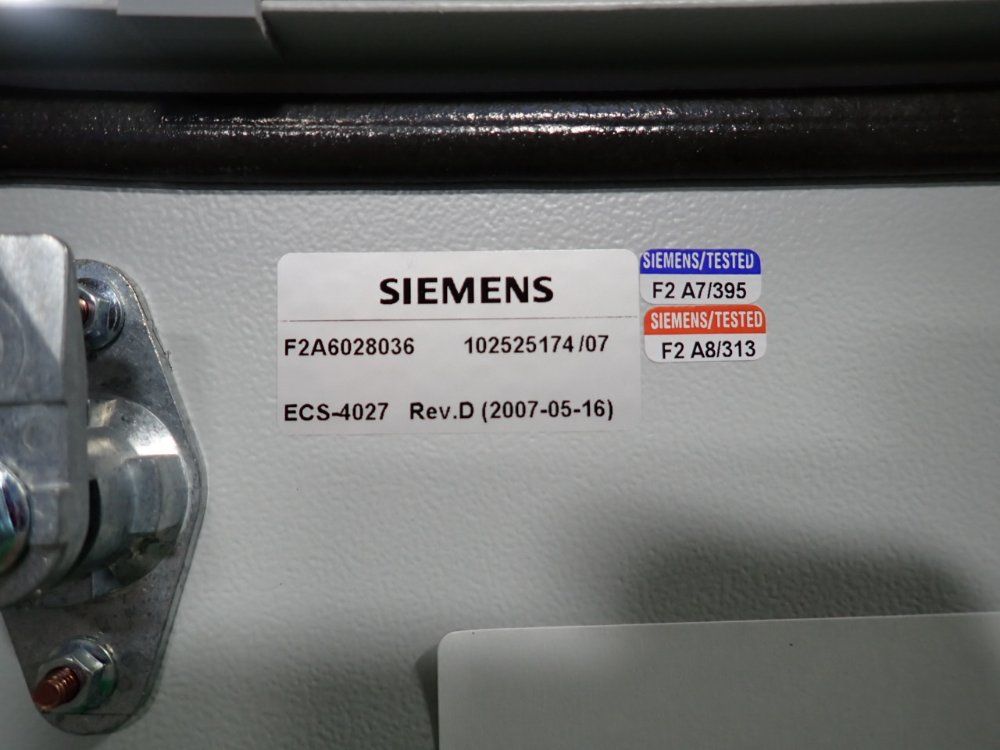 SIEMENS
F2A6028036 102525174/07
ECS-4027 Rev.D (2007-05-16)
SIEMENS/TESTED
F2 A7/395
SIEMENS/TESTED
F2 A8/313